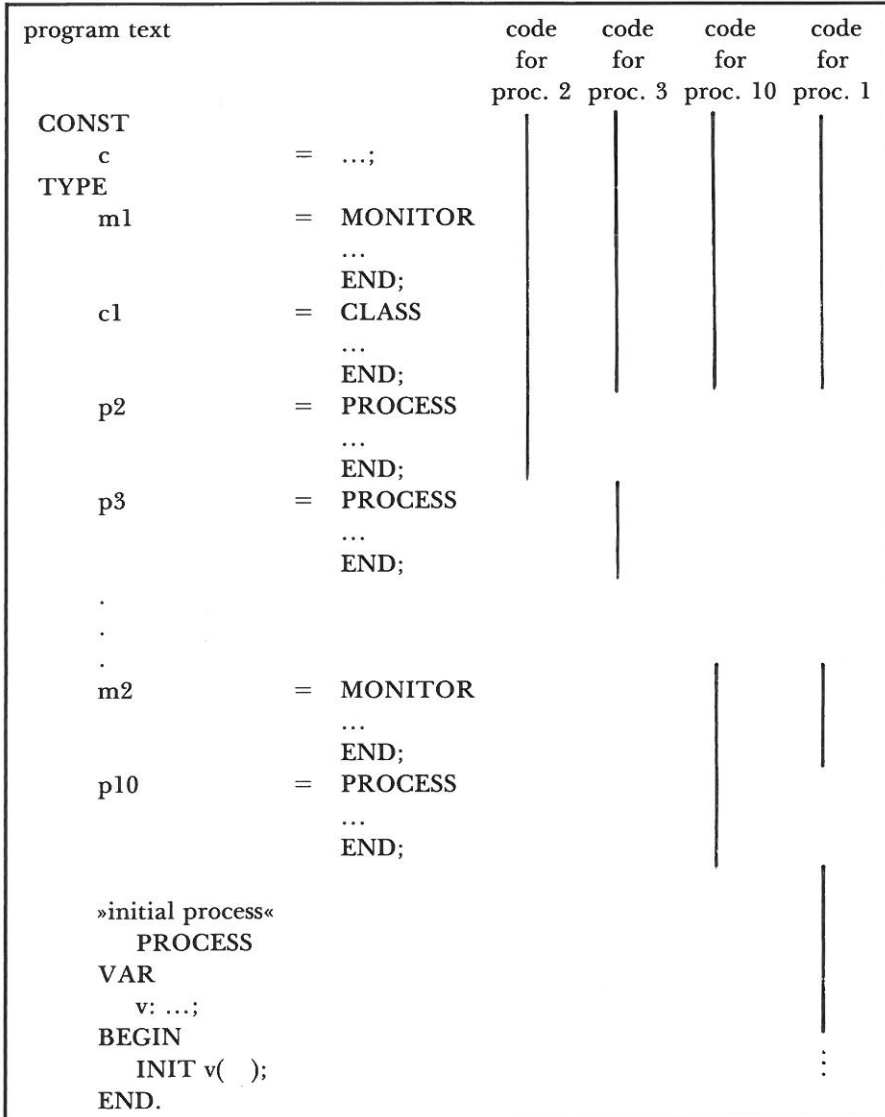 program text code code code code
for for for for
proc. 2 proc. 3 proc. 10 proc. 1
CONST
c = ...;
TYPE
m1 = MONITOR
...
END;
c1 = CLASS
...
END;
p2 = PROCESS
...
END;
p3 = PROCESS
...
END;
.
.
.
m2 = MONITOR
...
END;
p10 = PROCESS
...
END;
»initial process«
PROCESS
VAR
v: ...;
BEGIN
INIT v( );
END.